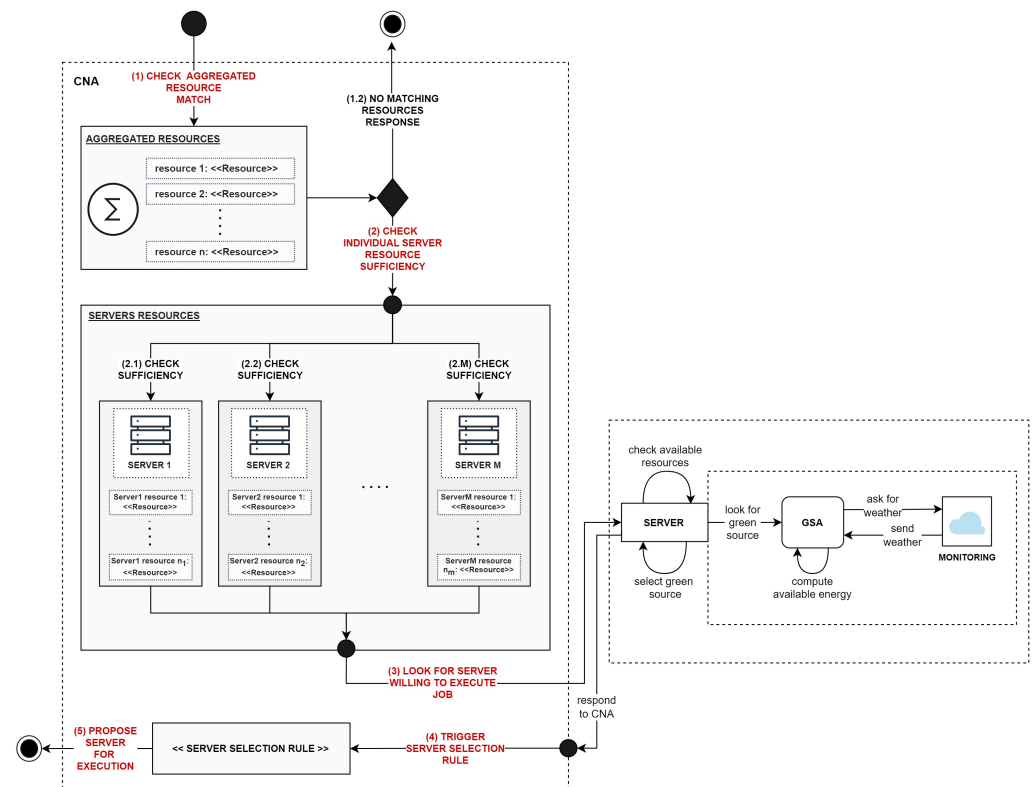 CNA
(1) CHECK AGGREGATED
RESOURCE
MATCH
(1.2) NO MATCHING
RESOURCES
RESPONSE
AGGREGATED RESOURCES
resource 1: <<Resource>>
resource 2: <<Resource>>
Σ
resource n: <<Resource>>
(2) CHECK
INDIVIDUAL SERVER
RESOURCE
SUFFICIENCY
SERVERS RESOURCES
(2.1) CHECK
SUFFICIENCY
(2.2) CHECK
SUFFICIENCY
(2.M) CHECK
SUFFICIENCY
SERVER 1
SERVER 2
SERVER M
. . . .
Server1 resource 1:
<<Resource>>
Server2 resource 1:
<<Resource>>
ServerM resource 1:
<<Resource>>
Server1 resource n1:
<<Resource>>
Server2 resource n2:
<<Resource>>
ServerM resource
nm: <<Resource>>
check available
resources
SERVER
select green
source
look for
green
source
GSA
compute
available energy
ask for
weather
send
weather
MONITORING
(3) LOOK FOR SERVER
WILLING TO EXECUTE
JOB
respond
to CNA
(4) TRIGGER
SERVER SELECTION
RULE
<< SERVER SELECTION RULE >>
(5) PROPOSE
SERVER
FOR
EXECUTION